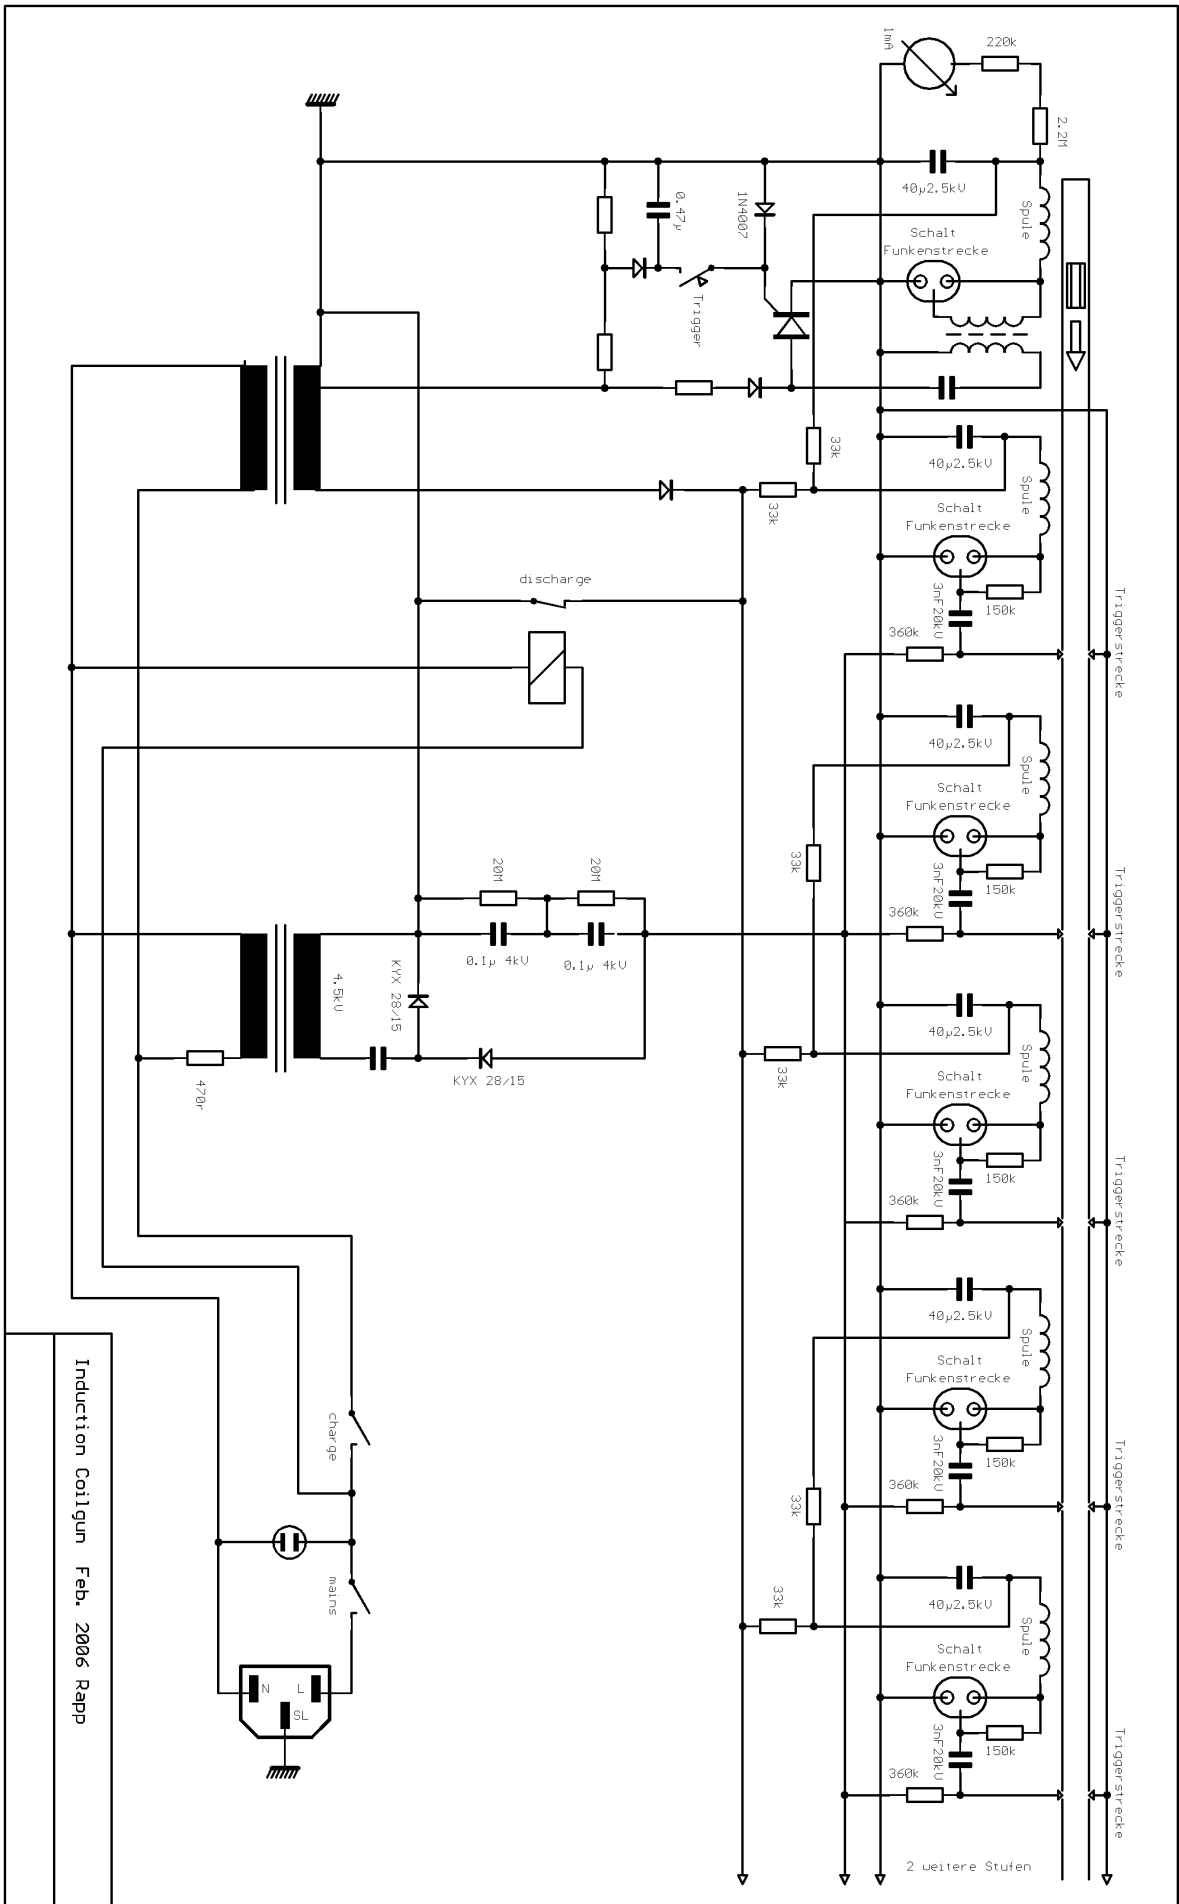 1mA
220k
2.2M
40µ2.5kV
Spule
Schalt
Funkenstrecke
1N4007
0.47µ
Trigger
33k
33k
40µ2.5kV
Spule
Schalt
Funkenstrecke
3nF20kV
150k
360k
Triggerstrecke
discharge
40µ2.5kV
Spule
Schalt
Funkenstrecke
33k
3nF20kV
150k
360k
Triggerstrecke
20M
20M
0.1µ 4kV
0.1µ 4kV
KYX 28/15
4.5kV
KYX 28/15
470r
40µ2.5kV
Spule
33k
Schalt
Funkenstrecke
3nF20kV
150k
360k
Triggerstrecke
40µ2.5kV
Spule
Schalt
Funkenstrecke
3nF20kV
150k
360k
33k
Triggerstrecke
charge
mains
40µ2.5kV
Spule
33k
Schalt
Funkenstrecke
3nF20kV
150k
360k
Triggerstrecke
N
L
SL
2 weitere Stufen
Induction Coilgun Feb. 2006 Rapp